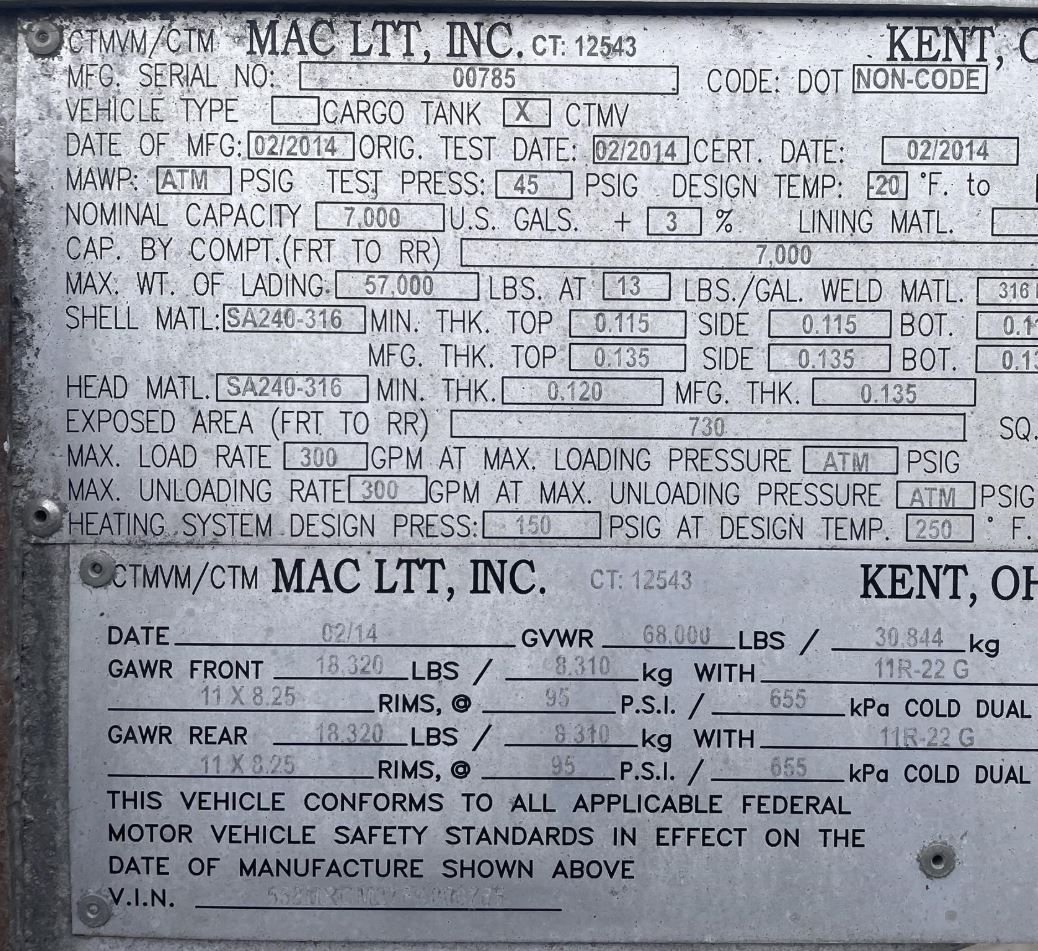 CTMVM/CTM MAC LTT, INC. CT: 12543 KENT,
MFG. SERIAL NO: 00785 CODE: DOT NON-CODE
VEHICLE TYPE CARGO TANK X CTMV
DATE OF MFG: 02/2014 ORIG. TEST DATE: 02/2014 CERT. DATE: 02/2014
MAWP: ATM PSIG TEST PRESS: 45 PSIG DESIGN TEMP: -20 °F. to
NOMINAL CAPACITY 7,000 U.S. GALS. + 3 % LINING MATL.
CAP. BY COMPT.(FRT TO RR) 7,000
MAX. WT. OF LADING. 57,000 LBS. AT 13 LBS./GAL. WELD MATL. 316
SHELL MATL: SA240-316 MIN. THK. TOP 0.115 SIDE 0.115 BOT.
MFG. THK. TOP 0.135 SIDE 0.135 BOT.
HEAD MATL. SA240-316 MIN. THK. 0.120 MFG. THK. 0.135
EXPOSED AREA (FRT TO RR) 730 SQ.
MAX. LOAD RATE 300 GPM AT MAX. LOADING PRESSURE ATM PSIG
MAX. UNLOADING RATE 300 GPM AT MAX. UNLOADING PRESSURE ATM PSIG
HEATING SYSTEM DESIGN PRESS: 150 PSIG AT DESIGN TEMP. 250 ° F.
CTMVM/CTM MAC LTT, INC. CT: 12543 KENT, OH
DATE 02/14 GVWR 68,000 LBS / 30,844 kg
GAWR FRONT 18,320 LBS / 8,310 kg WITH 11R-22 G
11 X 8.25 RIMS, @ 95 P.S.I. / 655 kPa COLD DUAL
GAWR REAR 18,320 LBS / 8,310 kg WITH 11R-22 G
11 X 8.25 RIMS, @ 95 P.S.I. / 655 kPa COLD DUAL
THIS VEHICLE CONFORMS TO ALL APPLICABLE FEDERAL
MOTOR VEHICLE SAFETY STANDARDS IN EFFECT ON THE
DATE OF MANUFACTURE SHOWN ABOVE
V.I.N.